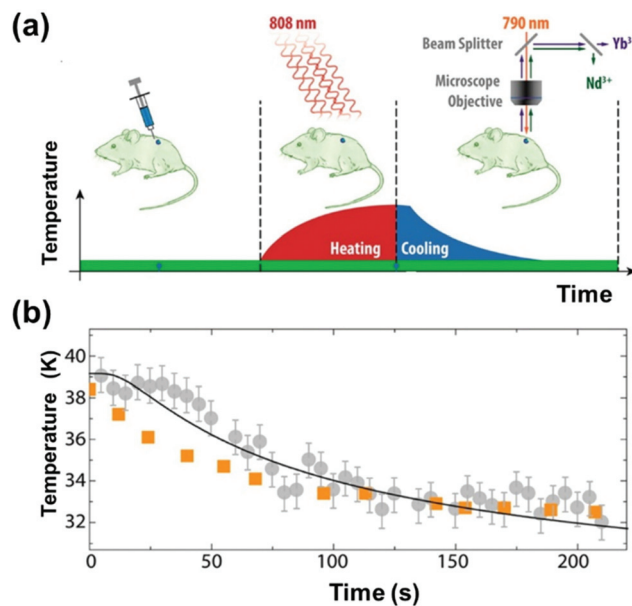 (a)
808 nm
790 nm
Beam Splitter
Yb³
Microscope
Objective
Nd³⁺
Temperature
Heating
Cooling
Time
(b)
Temperature (K)
40
38
36
34
32
0
50
100
150
200
Time (s)